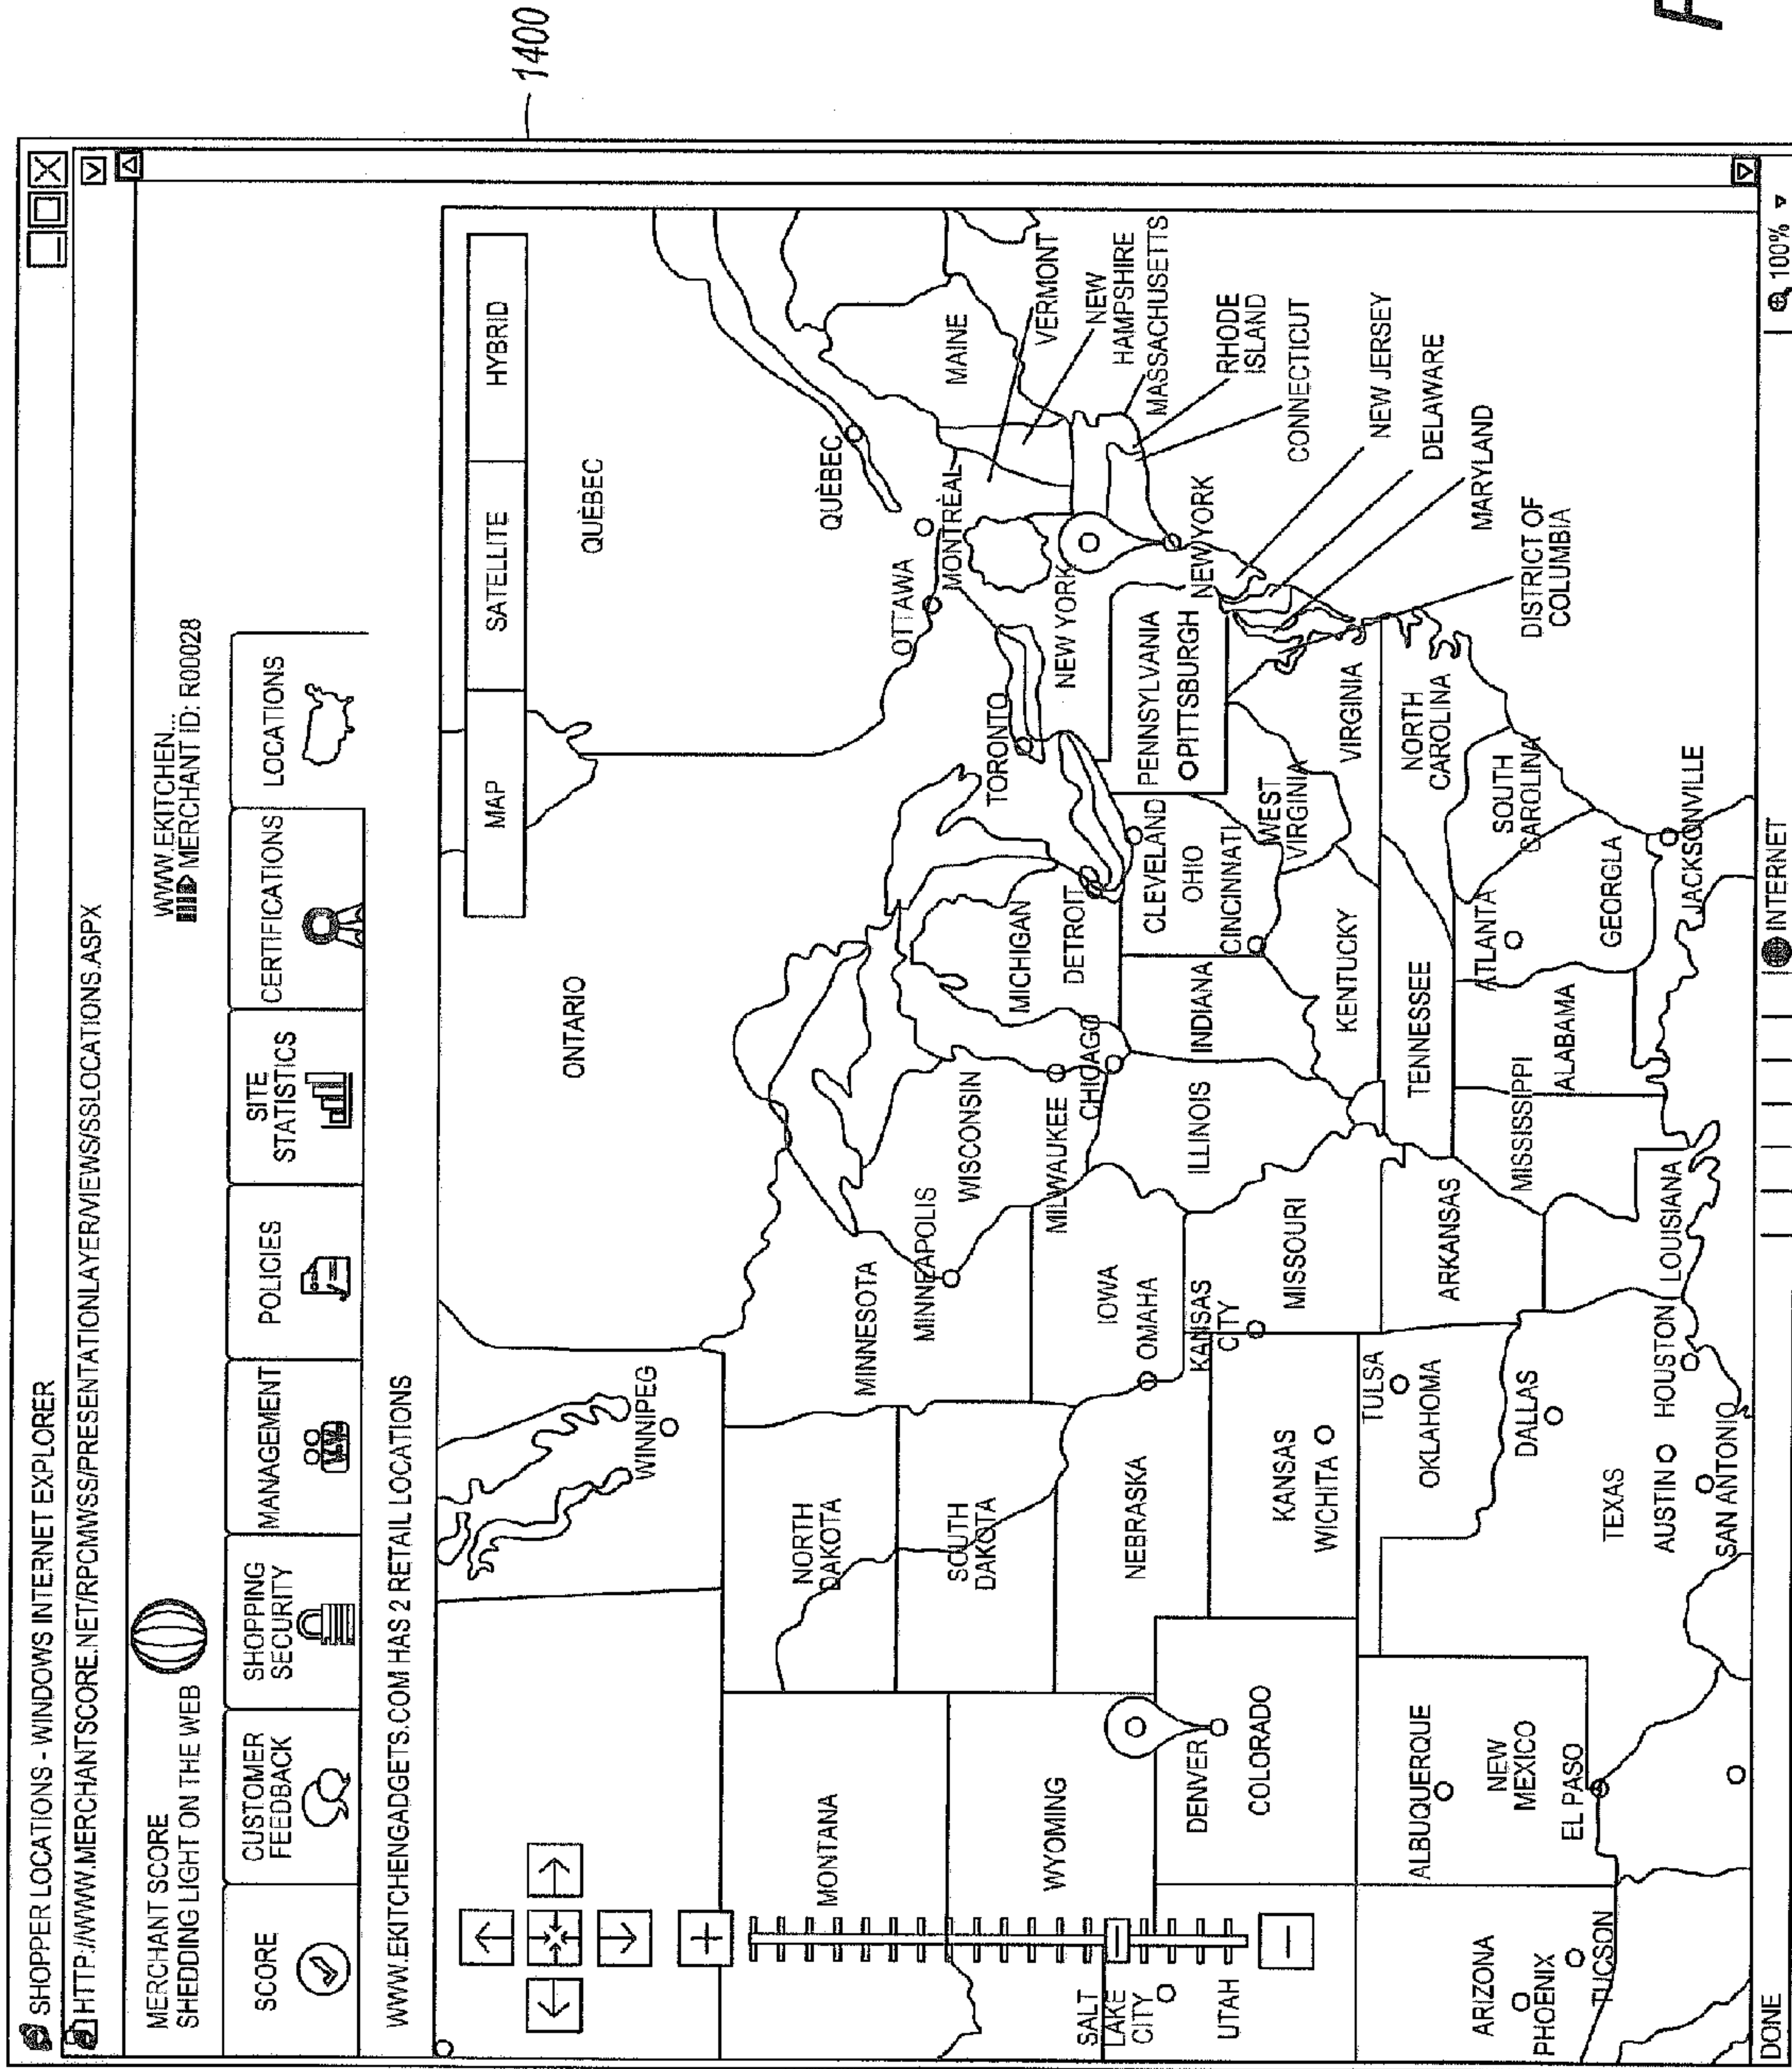 SHOPPER LOCATIONS - WINDOWS INTERNET EXPLORER
HTTP://WWW.MERCHANTSCORE.NET/RPCMWSS/PRESENTATIONLAYER/VIEWS/SSLOCATIONS.ASPX
MERCHANT SCORE
SHEDDING LIGHT ON THE WEB
WWW.EKITCHEN...
MERCHANT ID: R00028
SCORE
CUSTOMER
FEEDBACK
SHOPPING
SECURITY
MANAGEMENT
POLICIES
SITE
STATISTICS
CERTIFICATIONS
LOCATIONS
WWW.EKITCHENGADGETS.COM HAS 2 RETAIL LOCATIONS
MAP
SATELLITE
HYBRID
1400
WINNIPEG
ONTARIO
QUÈBEC
QUÈBEC
OTTAWA
MONTRÈAL
TORONTO
MAINE
VERMONT
NEW
HAMPSHIRE
MASSACHUSETTS
RHODE
ISLAND
CONNECTICUT
NEW JERSEY
DELAWARE
MARYLAND
DISTRICT OF
COLUMBIA
MONTANA
NORTH
DAKOTA
MINNESOTA
MINNEAPOLIS
WISCONSIN
MICHIGAN
NEW YORK
NEW YORK
WYOMING
SOUTH
DAKOTA
MILWAUKEE
CHICAGO
DETROIT
CLEVELAND
PENNSYLVANIA
PITTSBURGH
SALT
LAKE
CITY
UTAH
DENVER
COLORADO
NEBRASKA
IOWA
OMAHA
ILLINOIS
INDIANA
OHIO
CINCINNATI
WEST
VIRGINIA
VIRGINIA
KANSAS
WICHITA
KANSAS
CITY
MISSOURI
KENTUCKY
NORTH
CAROLINA
ARIZONA
PHOENIX
TUCSON
ALBUQUERQUE
NEW
MEXICO
EL PASO
TULSA
OKLAHOMA
ARKANSAS
TENNESSEE
SOUTH
CAROLINA
ATLANTA
GEORGLA
DALLAS
TEXAS
AUSTIN
HOUSTON
SAN ANTONIO
LOUISIANA
MISSISSIPPI
ALABAMA
JACKSONVILLE
DONE
INTERNET
100%